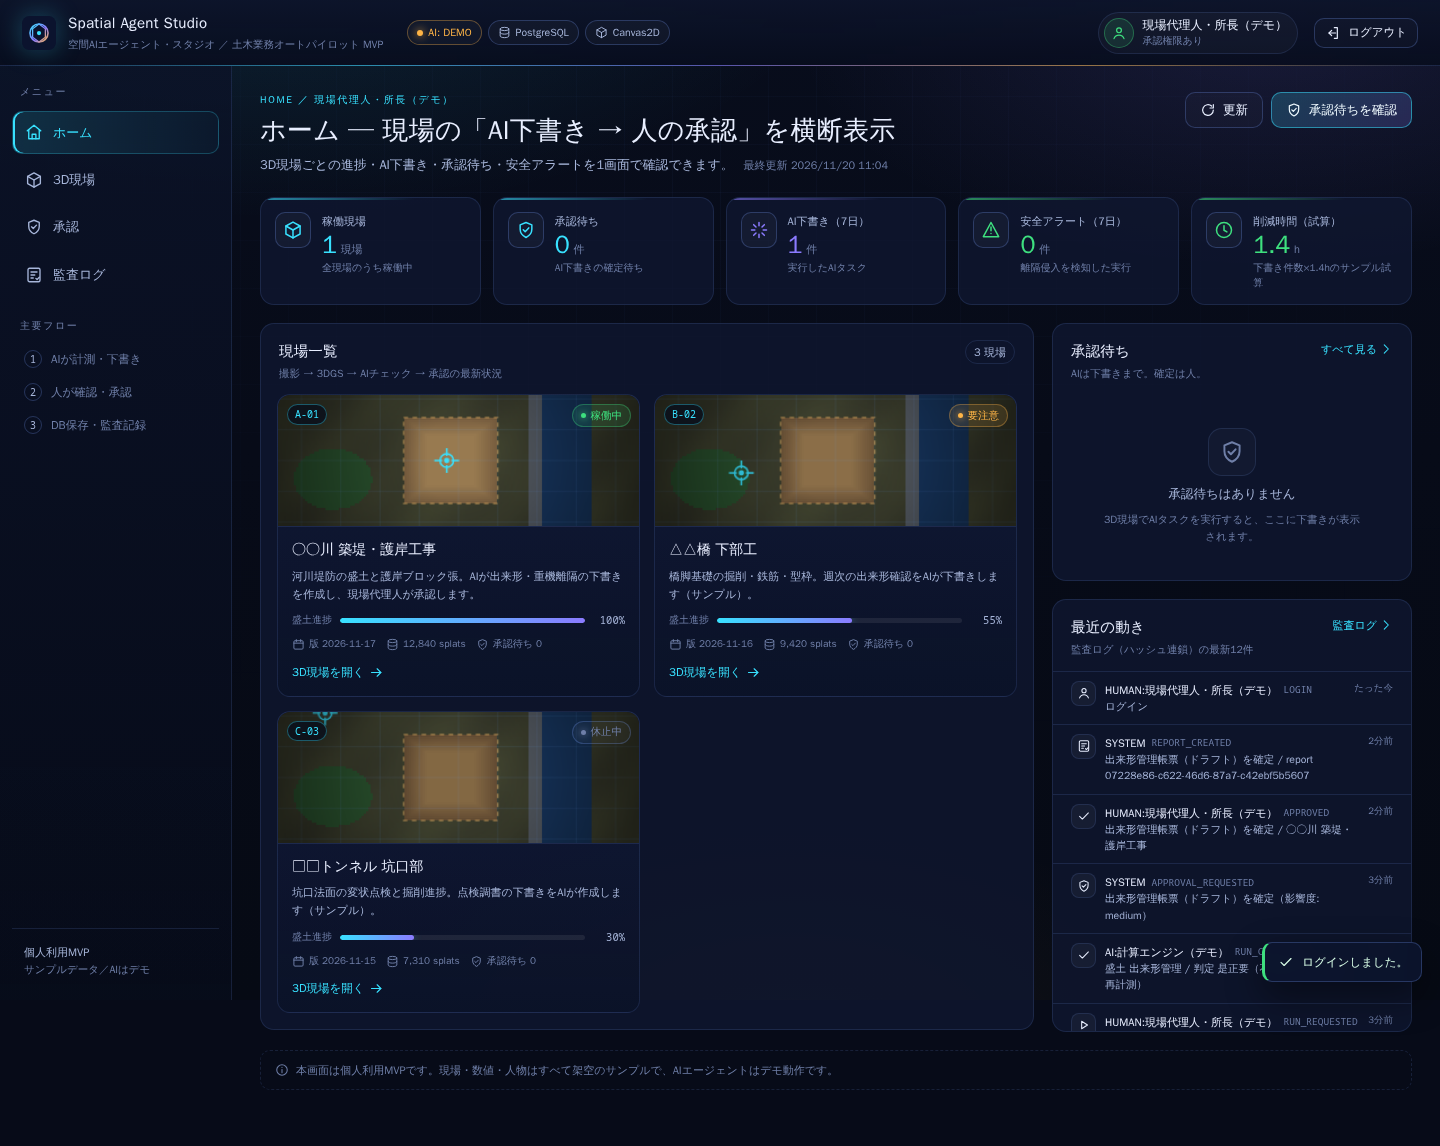 Spatial Agent Studio
空間AIエージェント・スタジオ ／ 土木業務オートパイロット MVP
AI: DEMO
PostgreSQL
Canvas2D
現場代理人・所長（デモ）
承認権限あり
ログアウト
メニュー
ホーム
3D現場
承認
監査ログ
主要フロー
1 AIが計測・下書き
2 人が確認・承認
3 DB保存・監査記録
個人利用MVP
サンプルデータ／AIはデモ
HOME ／ 現場代理人・所長（デモ）
ホーム — 現場の「AI下書き → 人の承認」を横断表示
3D現場ごとの進捗・AI下書き・承認待ち・安全アラートを1画面で確認できます。 最終更新 2026/11/20 11:04
更新
承認待ちを確認
稼働現場
1 現場
全現場のうち稼働中
承認待ち
0 件
AI下書きの確定待ち
AI下書き（7日）
1 件
実行したAIタスク
安全アラート（7日）
0 件
離隔侵入を検知した実行
削減時間（試算）
1.4 h
下書き件数×1.4hのサンプル試
算
現場一覧
3 現場
撮影 → 3DGS → AIチェック → 承認の最新状況
A-01
稼働中
〇〇川 築堤・護岸工事
河川堤防の盛土と護岸ブロック張。AIが出来形・重機離隔の下書き
を作成し、現場代理人が承認します。
盛土進捗 100%
版 2026-11-17 12,840 splats 承認待ち 0
3D現場を開く →
B-02
要注意
△△橋 下部工
橋脚基礎の掘削・鉄筋・型枠。週次の出来形確認をAIが下書きしま
す（サンプル）。
盛土進捗 55%
版 2026-11-16 9,420 splats 承認待ち 0
3D現場を開く →
C-03
休止中
□□トンネル 坑口部
坑口法面の変状点検と掘削進捗。点検調書の下書きをAIが作成しま
す（サンプル）。
盛土進捗 30%
版 2026-11-15 7,310 splats 承認待ち 0
3D現場を開く →
承認待ち
すべて見る
AIは下書きまで。確定は人。
承認待ちはありません
3D現場でAIタスクを実行すると、ここに下書きが表示
されます。
最近の動き
監査ログ
監査ログ（ハッシュ連鎖）の最新12件
HUMAN:現場代理人・所長（デモ） LOGIN たった今
ログイン
SYSTEM REPORT_CREATED 2分前
出来形管理帳票（ドラフト）を確定 / report
07228e86-c622-46d6-87a7-c42ebf5b5607
HUMAN:現場代理人・所長（デモ） APPROVED 2分前
出来形管理帳票（ドラフト）を確定 / 〇〇川 築堤・
護岸工事
SYSTEM APPROVAL_REQUESTED 3分前
出来形管理帳票（ドラフト）を確定（影響度:
medium）
AI:計算エンジン（デモ）
盛土 出来形管理 / 判定 是正要
再計測）
ログインしました。
HUMAN:現場代理人・所長（デモ） RUN_REQUESTED 3分前
本画面は個人利用MVPです。現場・数値・人物はすべて架空のサンプルで、AIエージェントはデモ動作です。